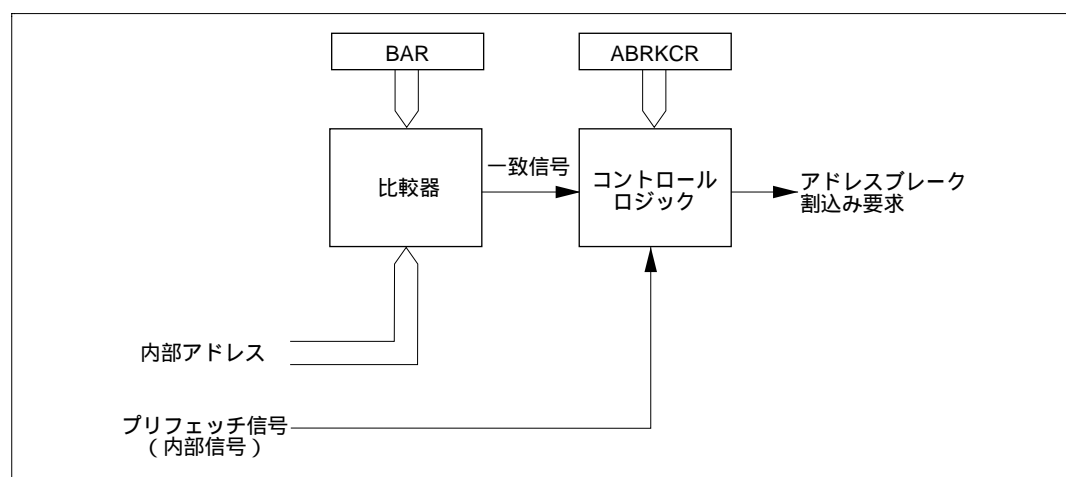 BAR
ABRKCR
比較器
一致信号
コントロール
ロジック
アドレスブレーク
割込み要求
内部アドレス
プリフェッチ信号
(内部信号)